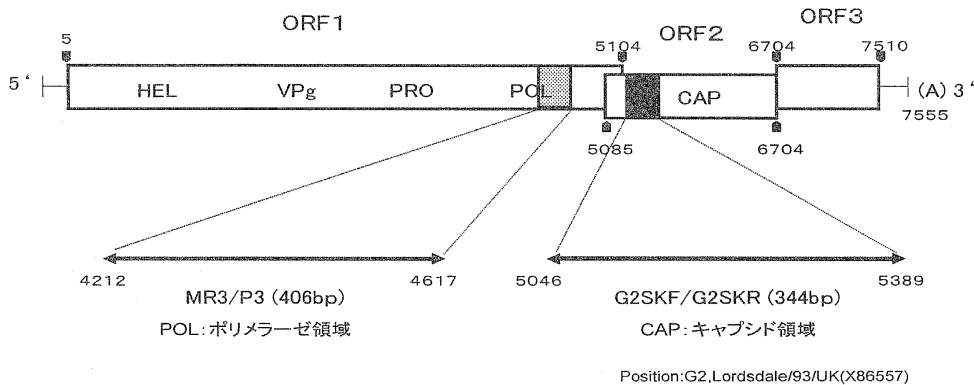 ORF1
ORF2
ORF3
5
5104
6704
7510
5'
HEL
VPg
PRO
POL
CAP
(A) 3'
7555
5085
6704
4212
4617
5046
5389
MR3/P3 (406bp)
G2SKF/G2SKR (344bp)
POL:ポリメラーゼ領域
CAP:キャプシド領域
Position:G2,Lordsdale/93/UK(X86557)